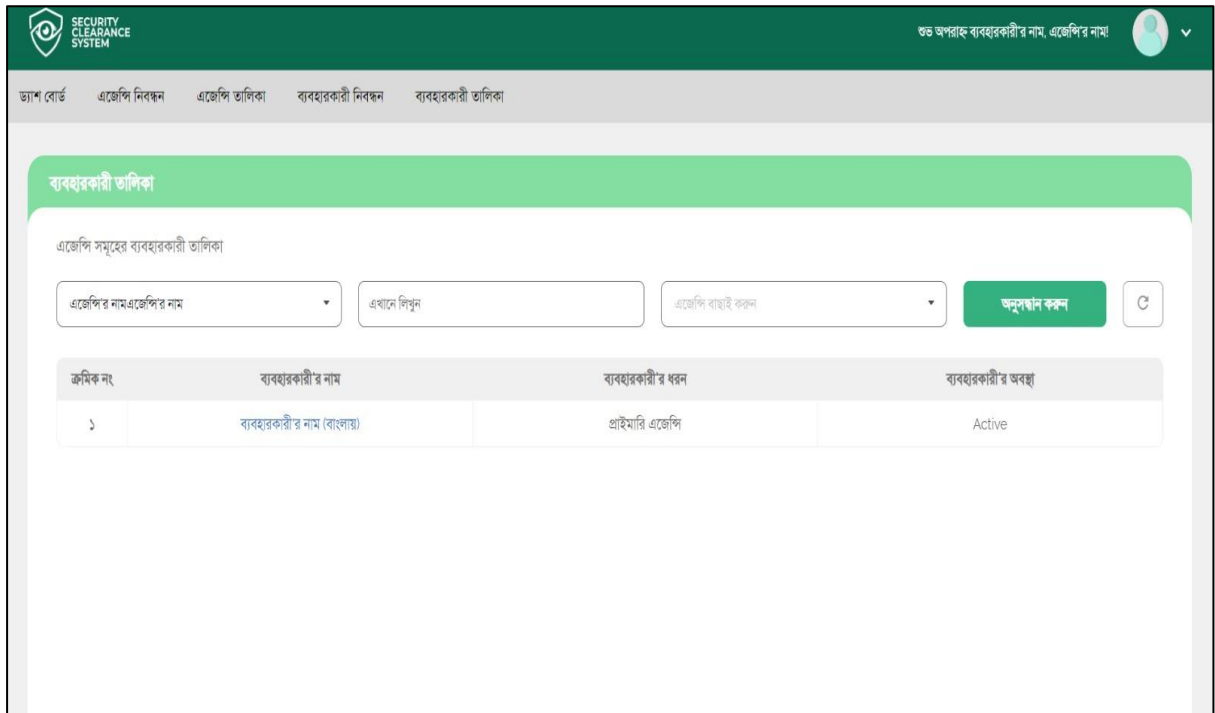 SECURITY
CLEARANCE
SYSTEM
শুভ অপরাহ্ন ব্যবহারকারী'র নাম, এজেন্সি'র নাম!
ড্যাশ বোর্ড এজেন্সি নিবন্ধন এজেন্সি তালিকা ব্যবহারকারী নিবন্ধন ব্যবহারকারী তালিকা
ব্যবহারকারী তালিকা
এজেন্সি সমূহের ব্যবহারকারী তালিকা
এজেন্সি'র নামএজেন্সি'র নাম এখানে লিখুন এজেন্সি বাছাই করুন অনুসন্ধান করুন
ক্রমিক নং ব্যবহারকারী'র নাম ব্যবহারকারী'র ধরন ব্যবহারকারী'র অবস্থা
১ ব্যবহারকারী'র নাম (বাংলায়) প্রাইমারি এজেন্সি Active